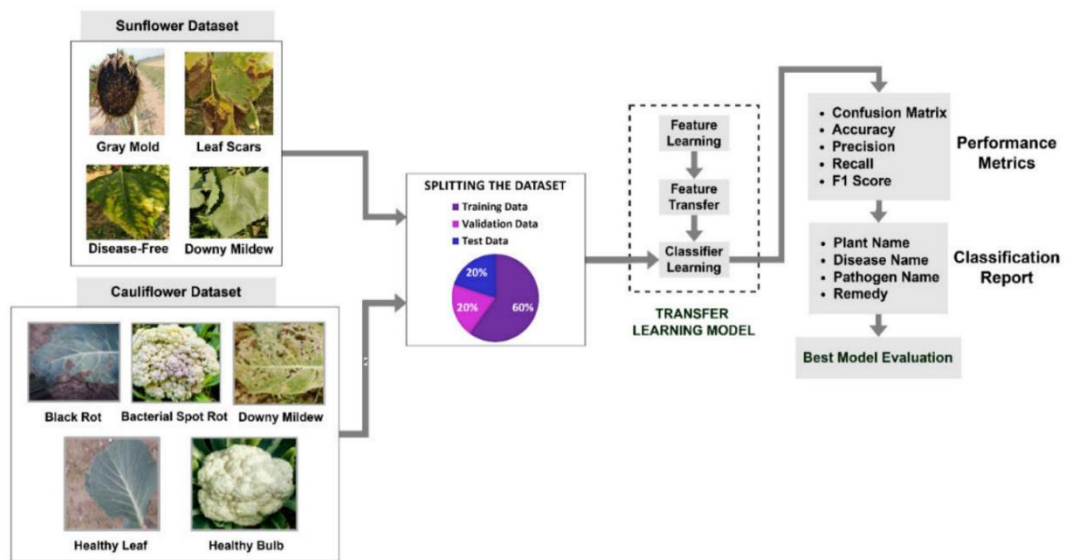 Sunflower Dataset
Gray Mold
Leaf Scars
Disease-Free
Downy Mildew
Cauliflower Dataset
Black Rot
Bacterial Spot Rot
Downy Mildew
Healthy Leaf
Healthy Bulb
SPLITTING THE DATASET
Training Data
Validation Data
Test Data
20%
20%
60%
Feature
Learning
Feature
Transfer
Classifier
Learning
TRANSFER
LEARNING MODEL
• Confusion Matrix
• Accuracy
• Precision
• Recall
• F1 Score
Performance
Metrics
• Plant Name
• Disease Name
• Pathogen Name
• Remedy
Classification
Report
Best Model Evaluation